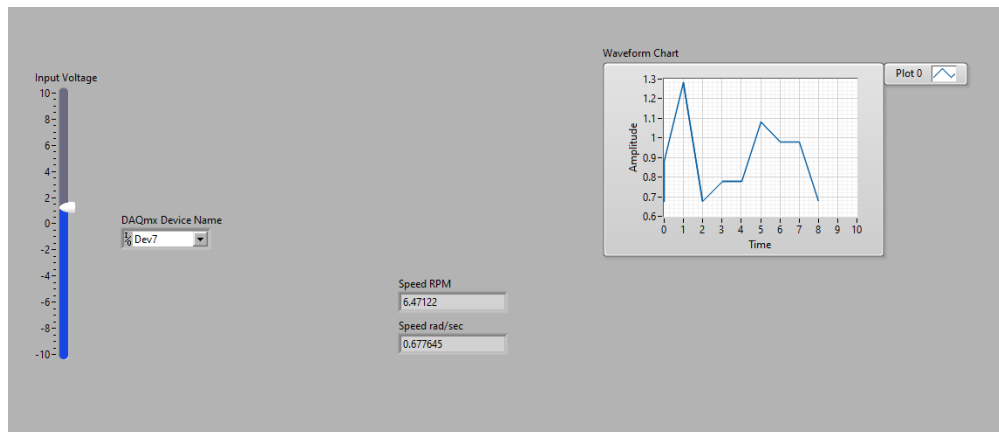 Input Voltage
10
8
6
4
2
0
-2
-4
-6
-8
-10
DAQmx Device Name
I/0 Dev7
Speed RPM
6.47122
Speed rad/sec
0.677645
Waveform Chart
Plot 0
Amplitude
1.3
1.2
1.1
1
0.9
0.8
0.7
0.6
0 1 2 3 4 5 6 7 8 9 10
Time